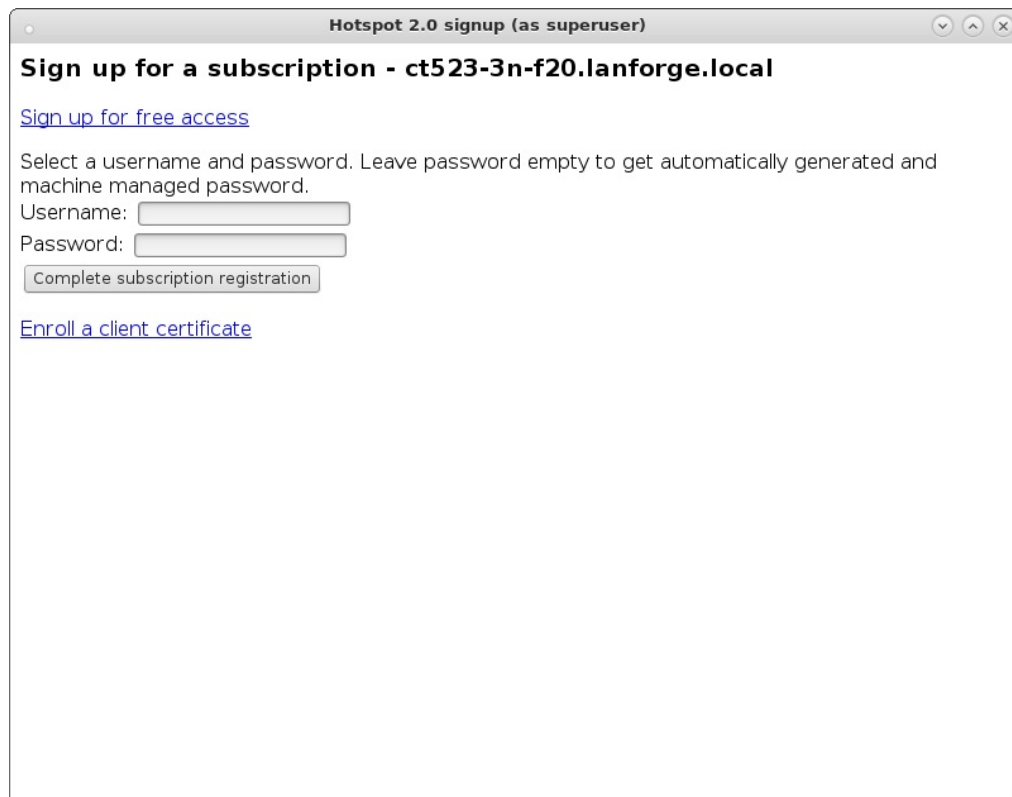 Hotspot 2.0 signup (as superuser)
Sign up for a subscription - ct523-3n-f20.lanforge.local
Sign up for free access
Select a username and password. Leave password empty to get automatically generated and
machine managed password.
Username:
Password:
Complete subscription registration
Enroll a client certificate